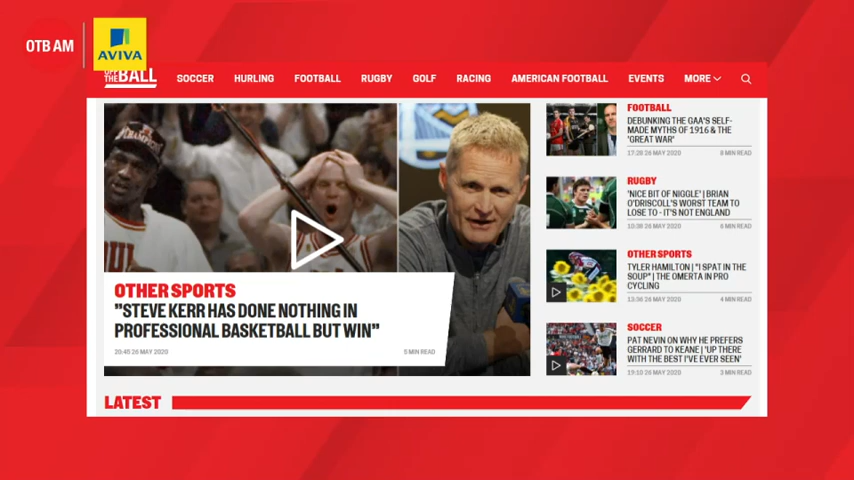 OTB AM
AVIVA
OFF
THE BALL
SOCCER HURLING FOOTBALL RUGBY GOLF RACING AMERICAN FOOTBALL EVENTS MORE
OTHER SPORTS
"STEVE KERR HAS DONE NOTHING IN
PROFESSIONAL BASKETBALL BUT WIN”
20:45 26 MAY 2020 5 MIN READ
FOOTBALL
DEBUNKING THE GAA'S SELF-
MADE MYTHS OF 1916 & THE
'GREAT WAR'
17:28 26 MAY 2020 8 MIN READ
RUGBY
'NICE BIT OF NIGGLE' | BRIAN
O'DRISCOLL'S WORST TEAM TO
LOSE TO - IT'S NOT ENGLAND
10:38 26 MAY 2020 6 MIN READ
OTHER SPORTS
TYLER HAMILTON | "I SPAT IN THE
SOUP" | THE OMERTA IN PRO
CYCLING
13:36 26 MAY 2020 4 MIN READ
SOCCER
PAT NEVIN ON WHY HE PREFERS
GERRARD TO KEANE | 'UP THERE
WITH THE BEST I'VE EVER SEEN'
19:10 26 MAY 2020 3 MIN READ
LATEST